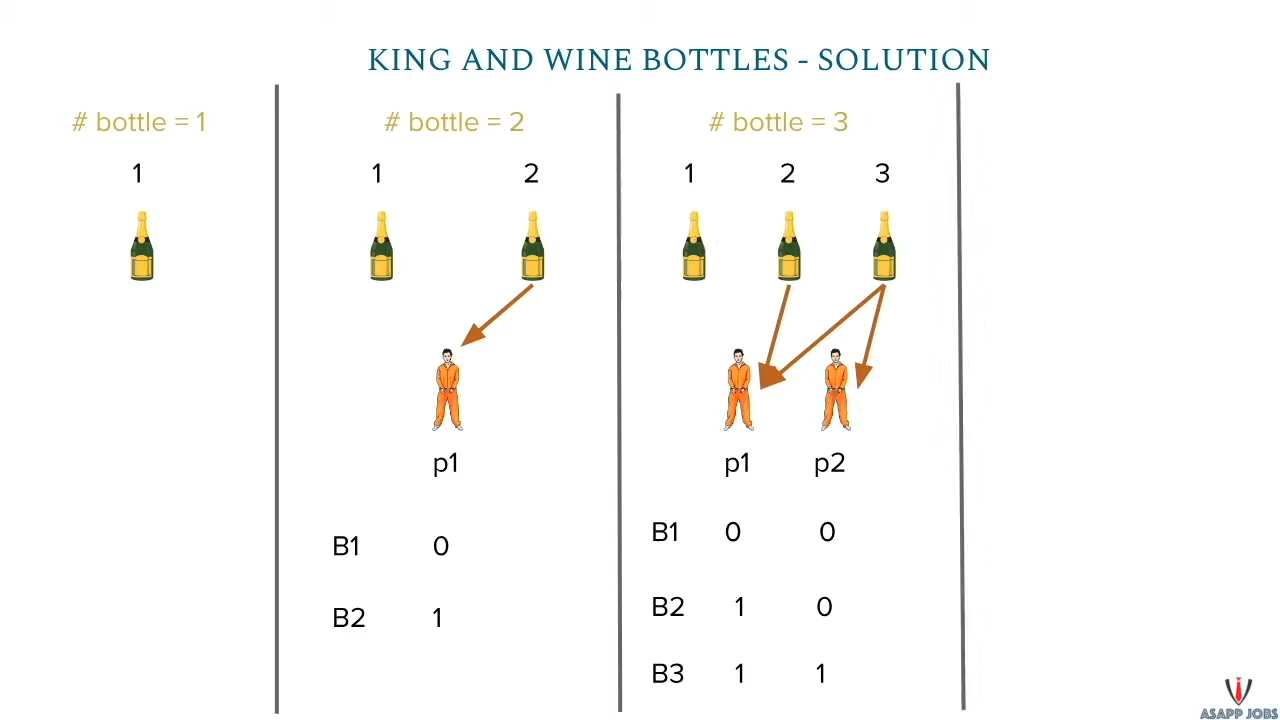 KING AND WINE BOTTLES - SOLUTION
# bottle = 1
1
# bottle = 2
1 2
p1
B1 0
B2 1
# bottle = 3
1 2 3
p1 p2
B1 0 0
B2 1 0
B3 1 1
ASAPP JOBS